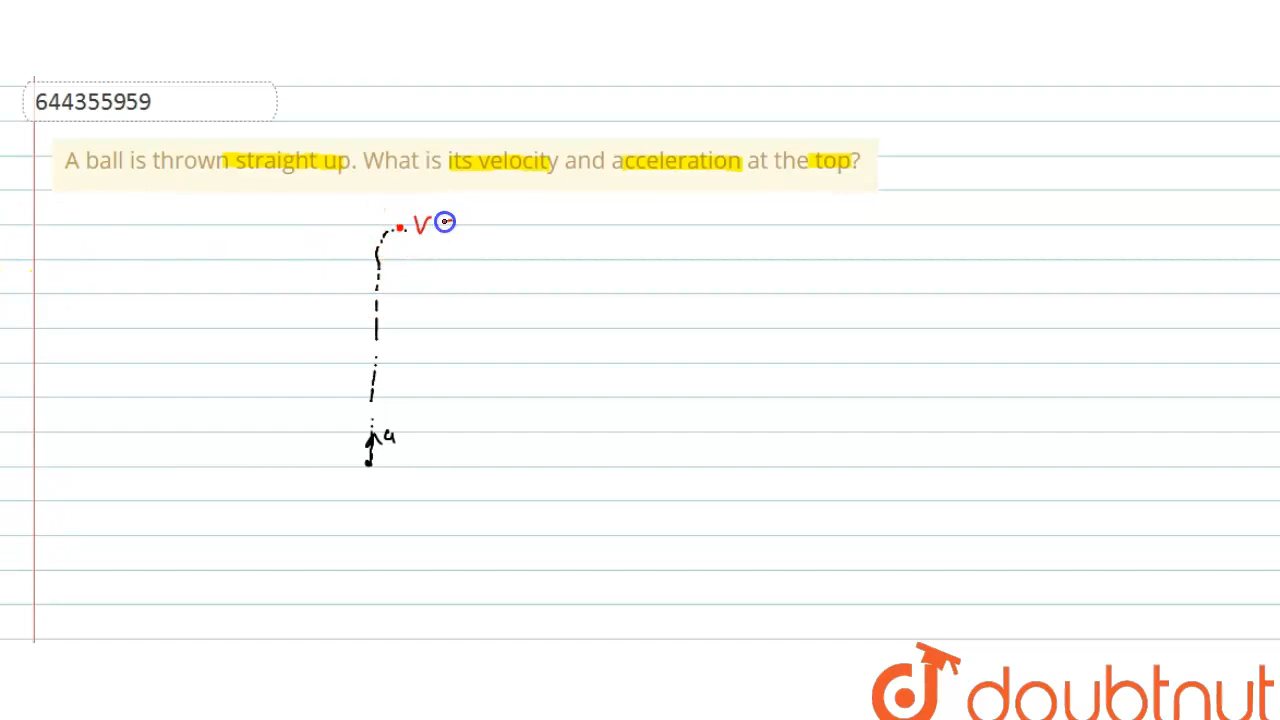 644355959
A ball is thrown straight up. What is its velocity and acceleration at the top?
V
doubtnut